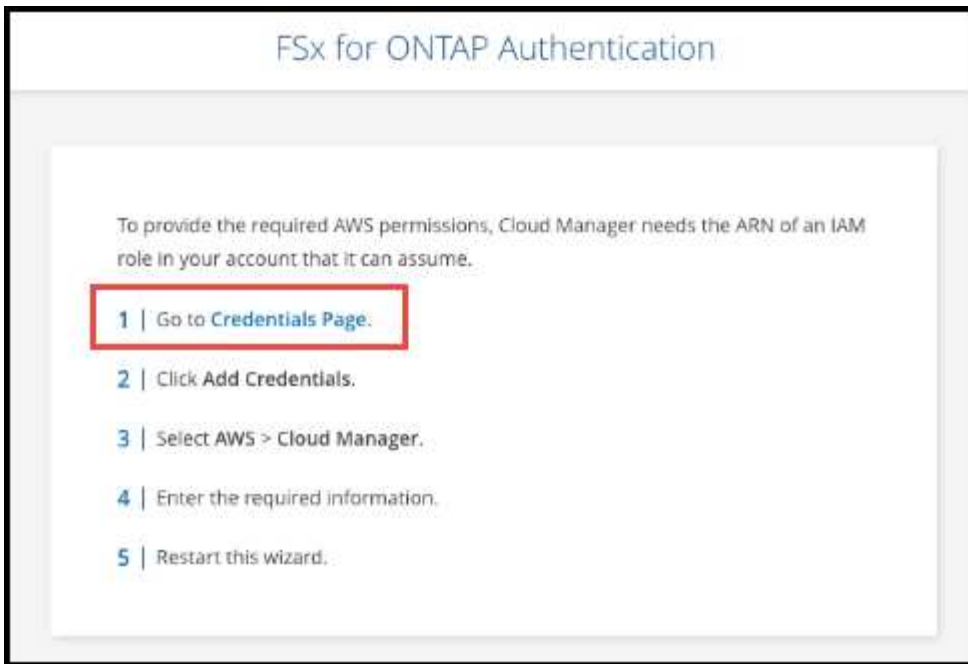 FSx for ONTAP Authentication
To provide the required AWS permissions, Cloud Manager needs the ARN of an IAM
role in your account that it can assume.
1 | Go to Credentials Page.
2 | Click Add Credentials.
3 | Select AWS > Cloud Manager.
4 | Enter the required information.
5 | Restart this wizard.